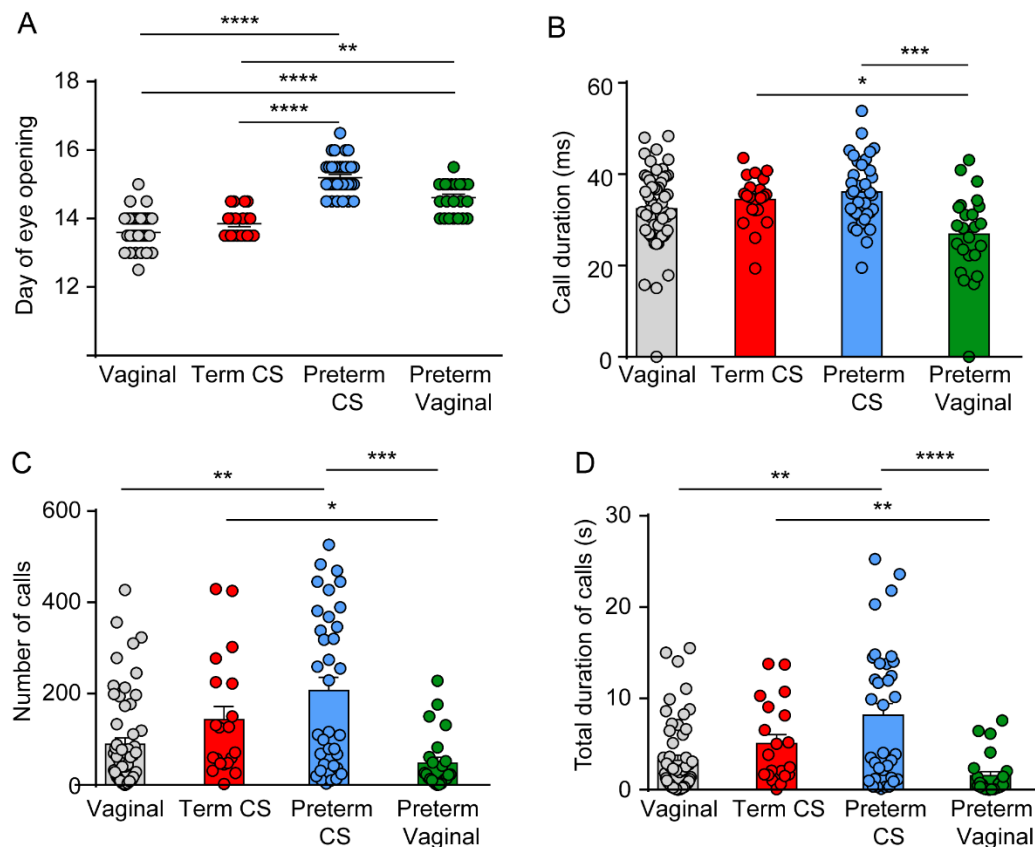 A
****
**
****
****
18
16
14
12
Day of eye opening
Vaginal
Term CS
Preterm
CS
Preterm
Vaginal
B
***
*
60
40
20
0
Call duration (ms)
Vaginal
Term CS
Preterm
CS
Preterm
Vaginal
C
**
***
*
600
400
200
0
Number of calls
Vaginal
Term CS
Preterm
CS
Preterm
Vaginal
D
**
****
**
30
20
10
0
Total duration of calls (s)
Vaginal
Term CS
Preterm
CS
Preterm
Vaginal